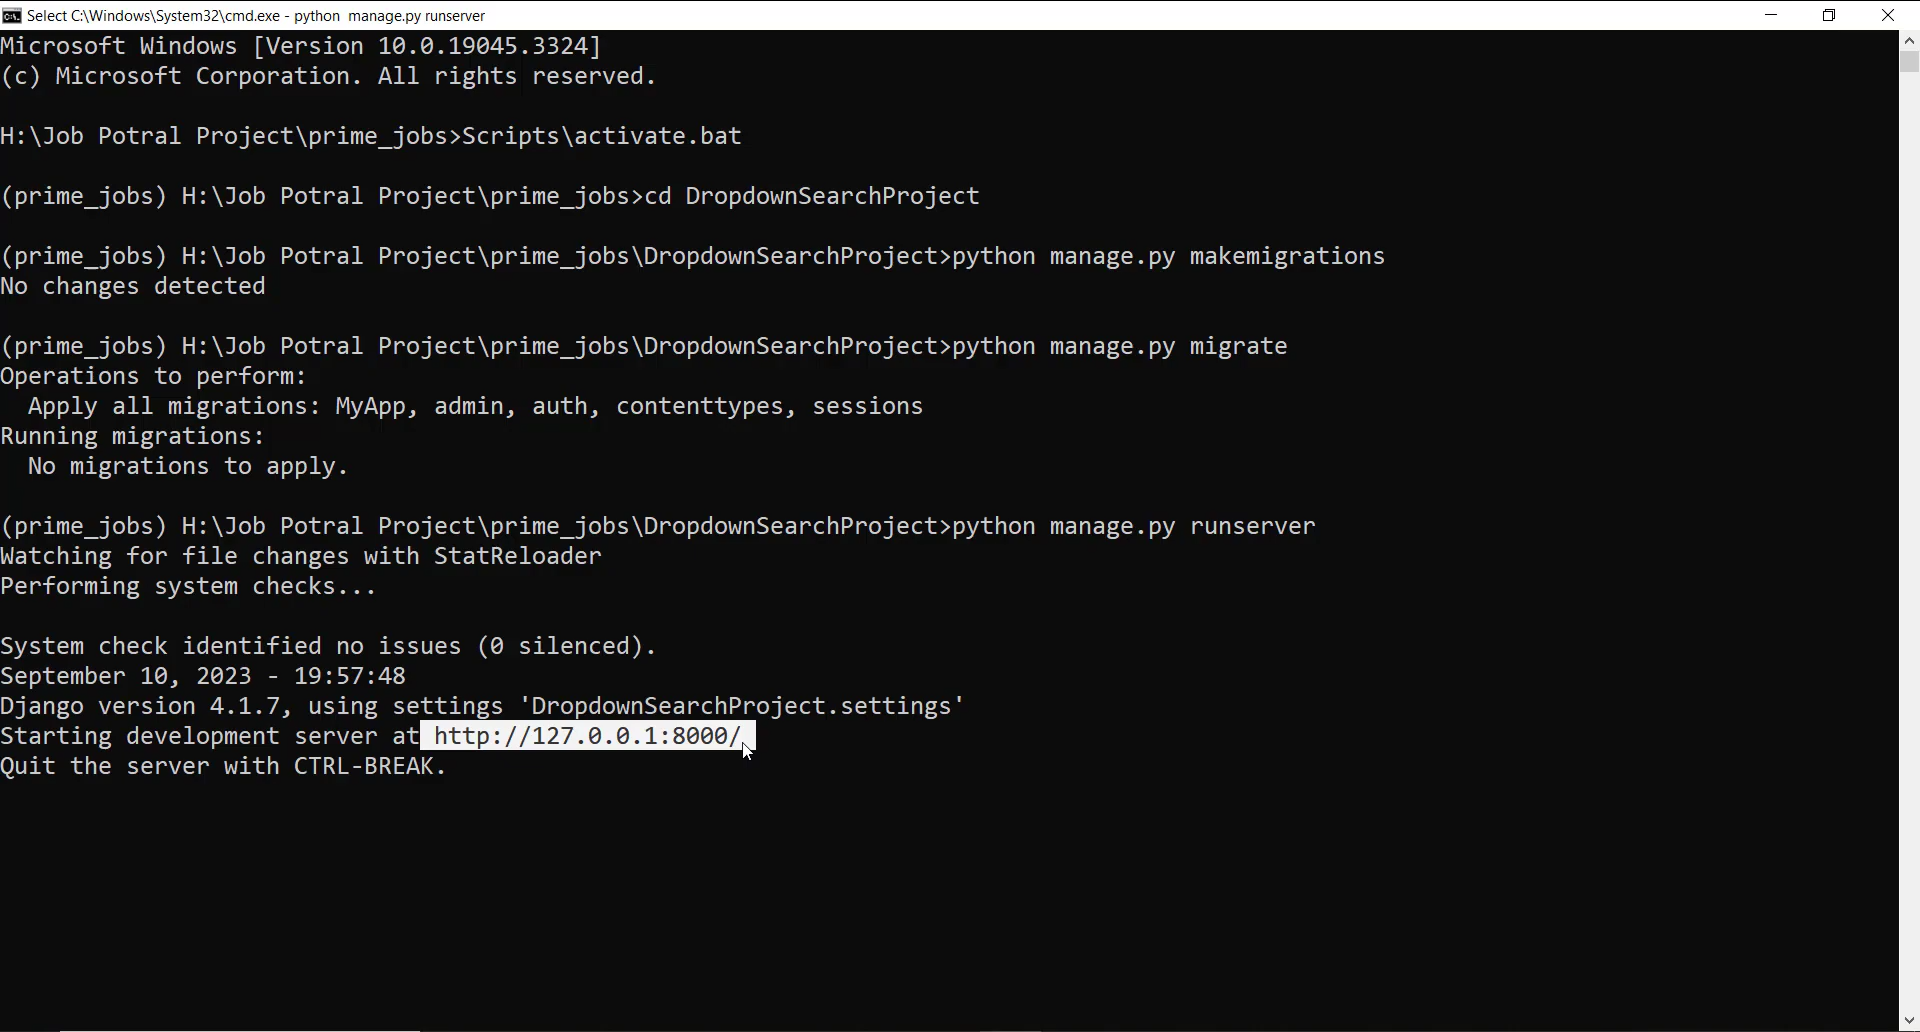 Select C:\Windows\System32\cmd.exe - python  manage.py runserver
Microsoft Windows [Version 10.0.19045.3324]
(c) Microsoft Corporation. All rights reserved.
H:\Job Potral Project\prime_jobs>Scripts\activate.bat
(prime_jobs) H:\Job Potral Project\prime_jobs>cd DropdownSearchProject
(prime_jobs) H:\Job Potral Project\prime_jobs\DropdownSearchProject>python manage.py makemigrations
No changes detected
(prime_jobs) H:\Job Potral Project\prime_jobs\DropdownSearchProject>python manage.py migrate
Operations to perform:
  Apply all migrations: MyApp, admin, auth, contenttypes, sessions
Running migrations:
  No migrations to apply.
(prime_jobs) H:\Job Potral Project\prime_jobs\DropdownSearchProject>python manage.py runserver
Watching for file changes with StatReloader
Performing system checks...
System check identified no issues (0 silenced).
September 10, 2023 - 19:57:48
Django version 4.1.7, using settings 'DropdownSearchProject.settings'
Starting development server at http://127.0.0.1:8000/
Quit the server with CTRL-BREAK.